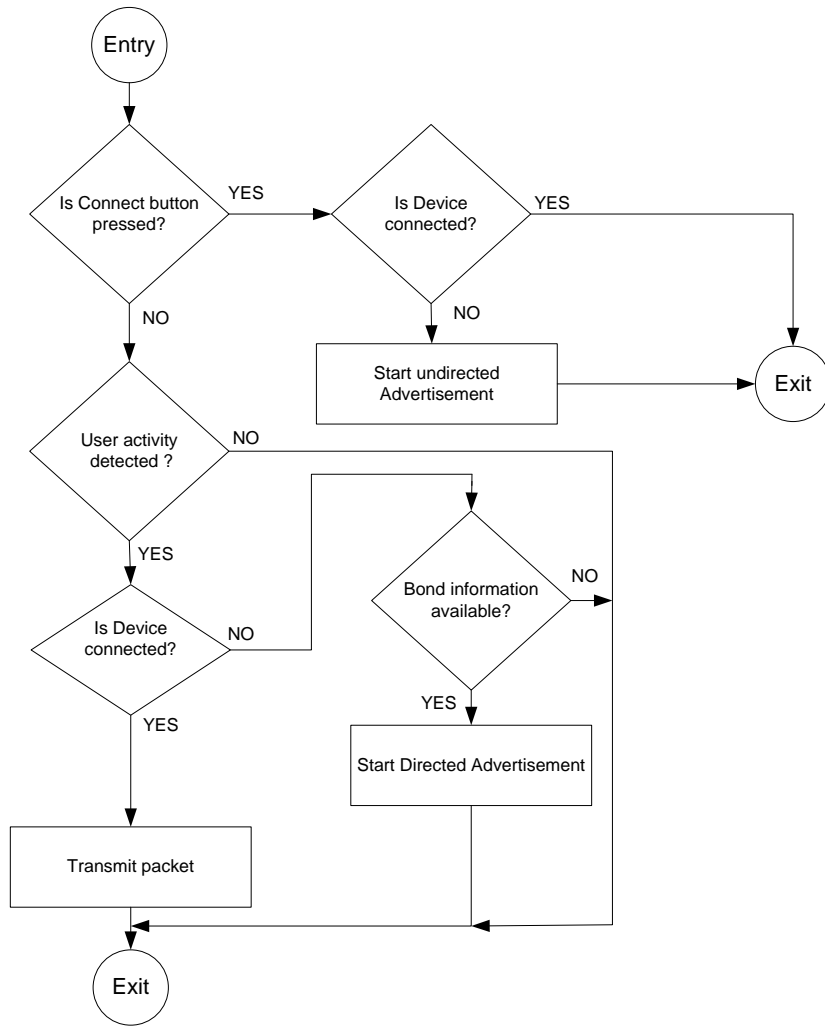 Entry
Is Connect button
pressed?
YES
Is Device
connected?
YES
NO
NO
Start undirected
Advertisement
Exit
User activity
detected ?
NO
YES
Bond information
available?
NO
Is Device
connected?
NO
YES
YES
Start Directed Advertisement
Transmit packet
Exit